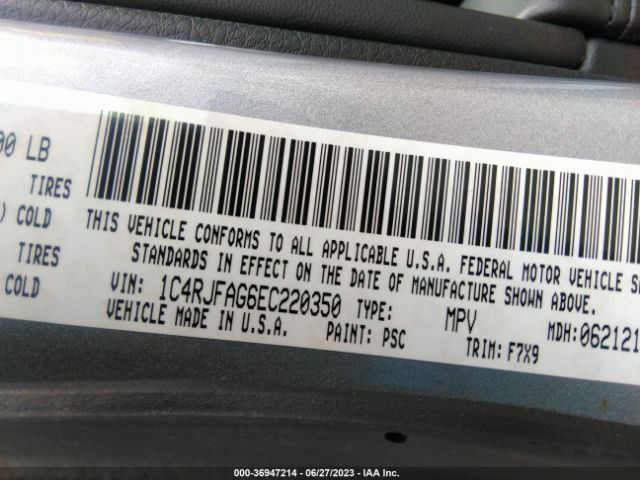 00 LB
TIRES
) COLD
TIRES
COLD
THIS VEHICLE CONFORMS TO ALL APPLICABLE U.S.A. FEDERAL MOTOR VEHICLE SA
STANDARDS IN EFFECT ON THE DATE OF MANUFACTURE SHOWN ABOVE.
VIN: 1C4RJFAG6EC220350 TYPE: MPV MDH:062121
VEHICLE MADE IN U.S.A. PAINT: PSC TRIM: F7X9
000-36947214 - 06/27/2023 - IAA Inc.